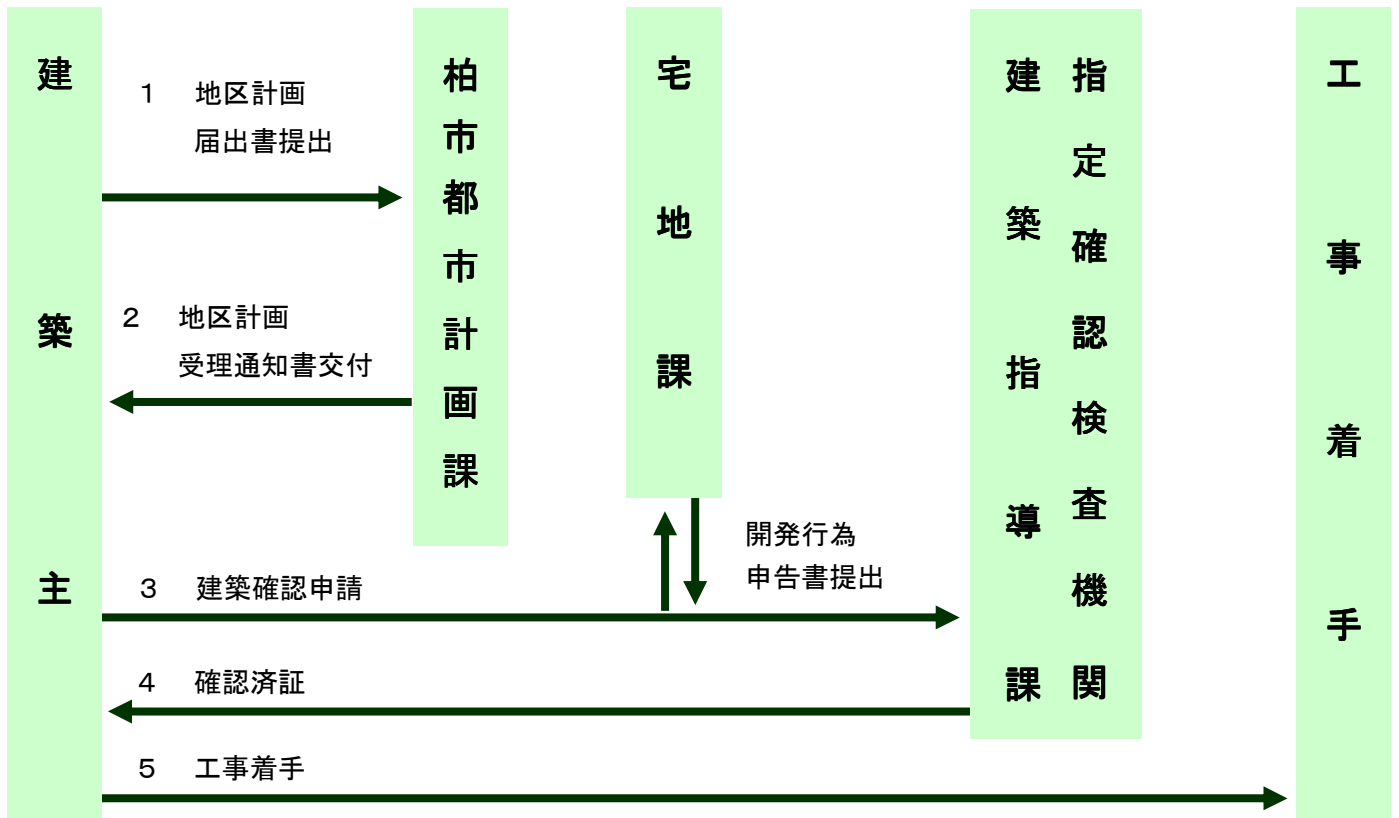 建築主
1 地区計画
届出書提出
2 地区計画
受理通知書交付
柏市都市計画課
宅地課
開発行為
申告書提出
3 建築確認申請
4 確認済証
5 工事着手
指定確認検査機関
建築指導課
工事着手